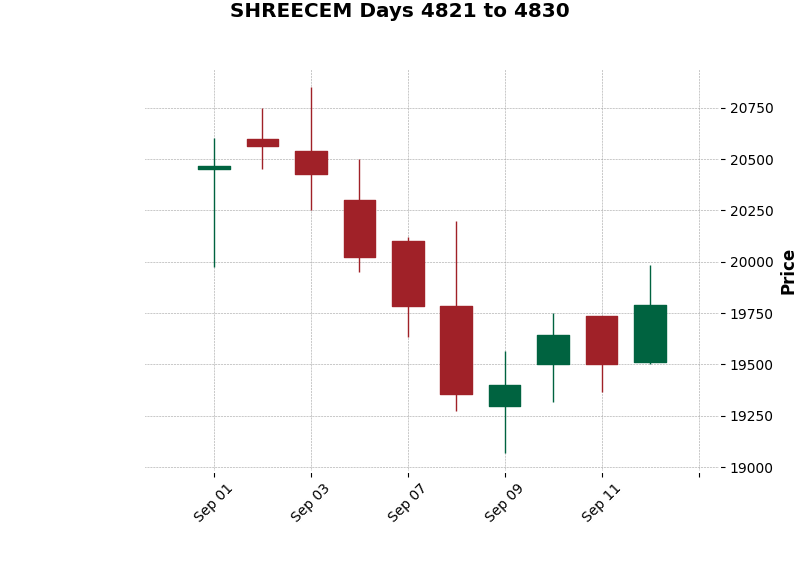 SHREECEM Days 4821 to 4830
20750
20500
20250
20000
19750
19500
19250
19000
Price
Sep 01
Sep 03
Sep 07
Sep 09
Sep 11